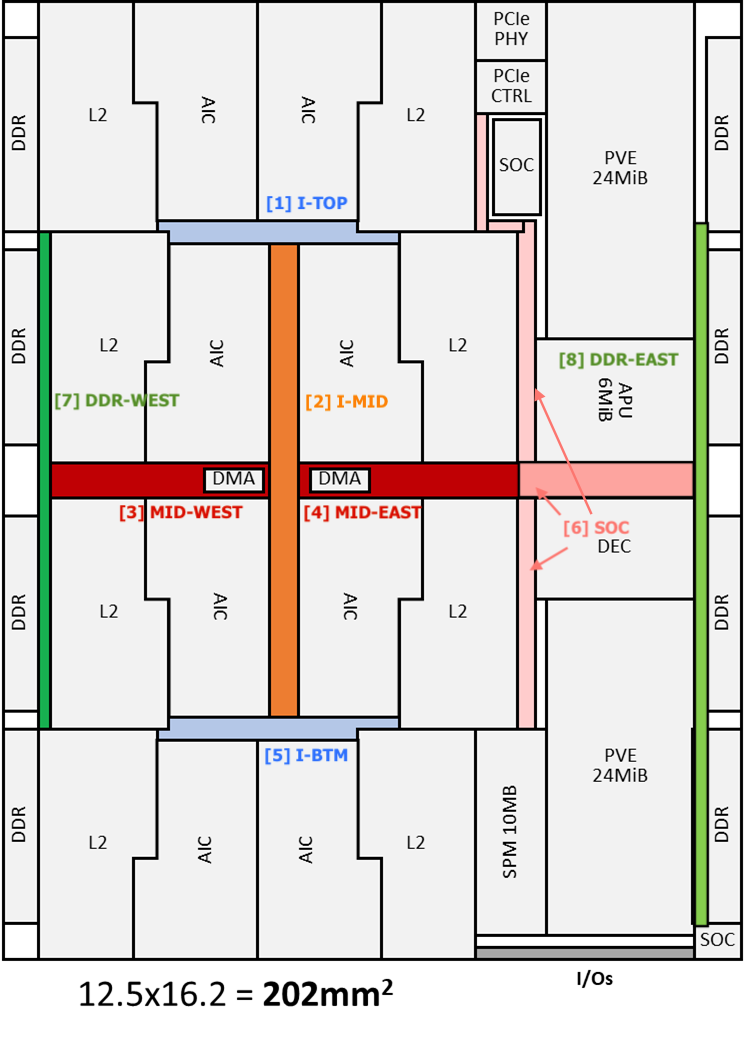 PCIe
PHY
PCIe
CTRL
DDR
L2
AIC
AIC
L2
SOC
PVE
24MiB
DDR
[1] I-TOP
DDR
L2
AIC
AIC
L2
[8] DDR-EAST
DDR
[7] DDR-WEST
[2] I-MID
APU
6MiB
DMA
DMA
[3] MID-WEST
[4] MID-EAST
[6] SOC
DEC
DDR
L2
AIC
AIC
L2
DDR
[5] I-BTM
PVE
24MiB
DDR
L2
AIC
AIC
L2
SPM 10MB
DDR
SOC
I/Os
12.5x16.2 = 202mm²